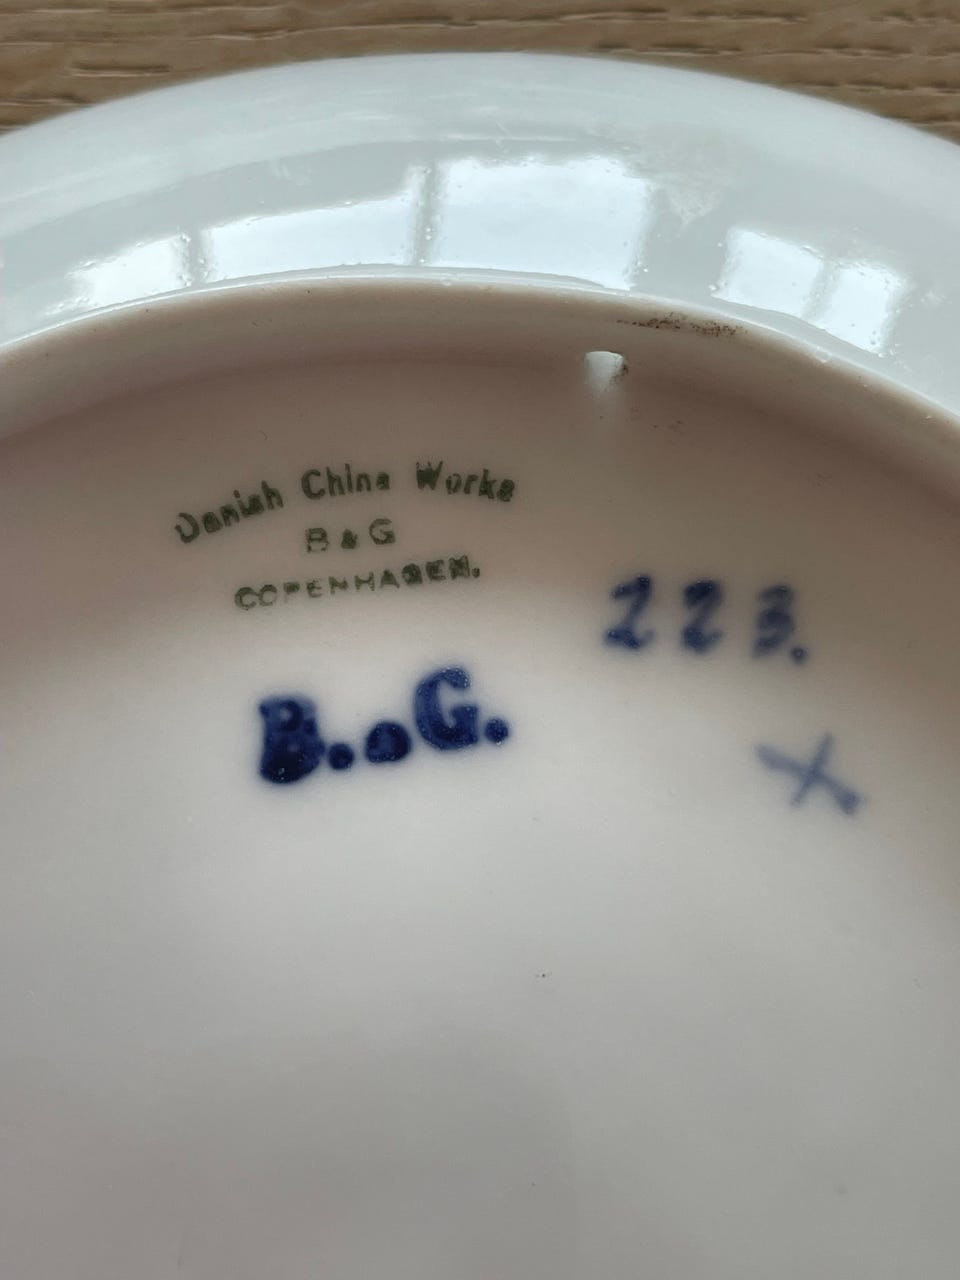 Danish China Works
B & G
COPENHAGEN.
B. & G.
223.
X.